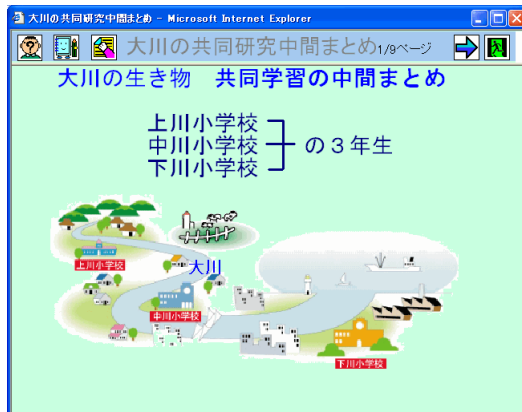 大川の共同研究中間まとめ - Microsoft Internet Explorer
大川の共同研究中間まとめ1/9ページ
大川の生き物 共同学習の中間まとめ
上川小学校
中川小学校 の３年生
下川小学校
上川小学校
大川
中川小学校
下川小学校